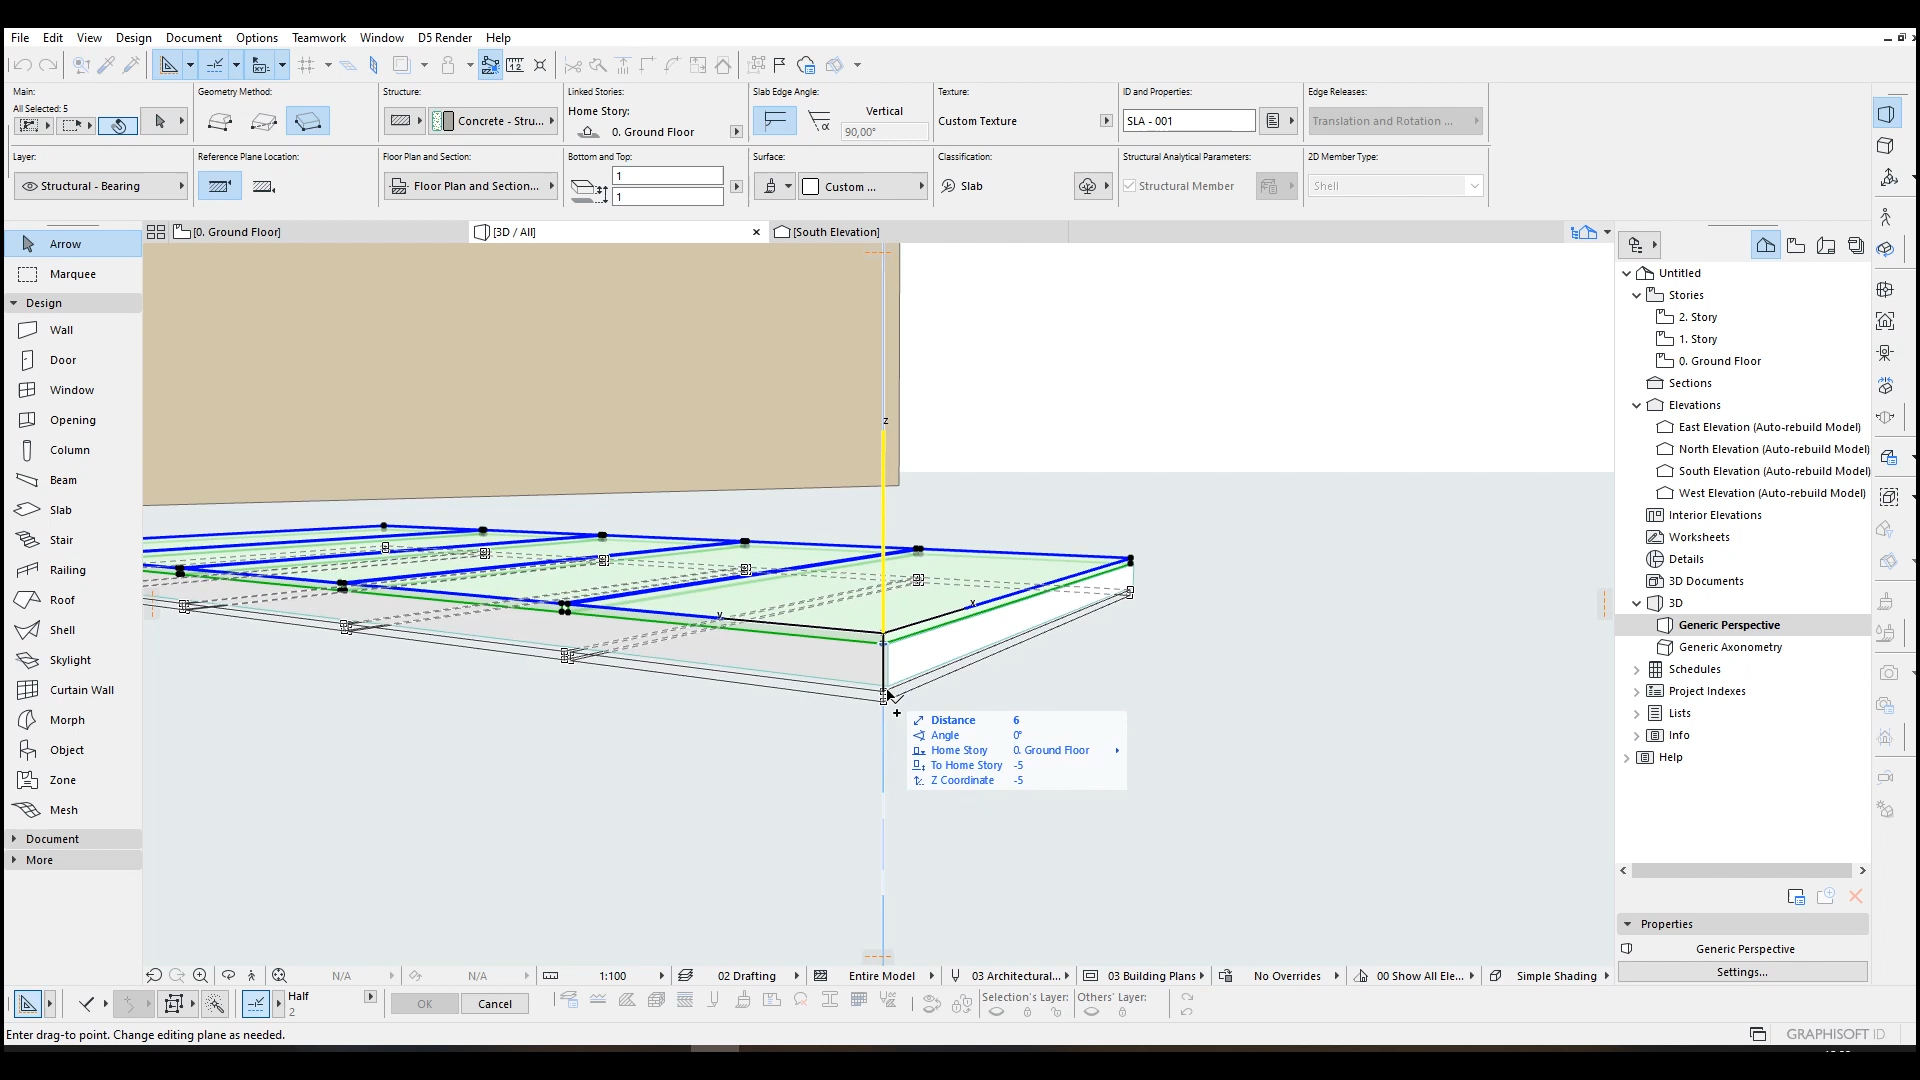 File Edit View Design Document Options Teamwork Window D5 Render Help
Main:
All Selected: 5
Geometry Method:
Structure:
Concrete - Stru...
Linked Stories:
Home Story:
0. Ground Floor
Slab Edge Angle:
Vertical
90,00°
Texture:
Custom Texture
ID and Properties:
SLA - 001
Edge Releases:
Translation and Rotation ...
Layer:
Structural - Bearing
Reference Plane Location:
Floor Plan and Section:
Floor Plan and Section...
Bottom and Top:
1
1
Surface:
Custom ...
Classification:
Slab
Structural Analytical Parameters:
Structural Member
2D Member Type:
Shell
[0. Ground Floor]
[3D / All]
[South Elevation]
Arrow
Marquee
Design
Wall
Door
Window
Opening
Column
Beam
Slab
Stair
Railing
Roof
Shell
Skylight
Curtain Wall
Morph
Object
Zone
Mesh
Document
More
z
x
y
Distance 6
Angle 0°
Home Story 0. Ground Floor
To Home Story -5
Z Coordinate -5
Untitled
Stories
2. Story
1. Story
0. Ground Floor
Sections
Elevations
East Elevation (Auto-rebuild Model)
North Elevation (Auto-rebuild Model)
South Elevation (Auto-rebuild Model)
West Elevation (Auto-rebuild Model)
Interior Elevations
Worksheets
Details
3D Documents
3D
Generic Perspective
Generic Axonometry
Schedules
Project Indexes
Lists
Info
Help
Properties
Generic Perspective
Settings...
N/A N/A 1:100 02 Drafting Entire Model 03 Architectural... 03 Building Plans No Overrides 00 Show All Ele... Simple Shading
Half
2
OK
Cancel
Selection's Layer: Others' Layer:
Enter drag-to point. Change editing plane as needed.
GRAPHISOFT ID